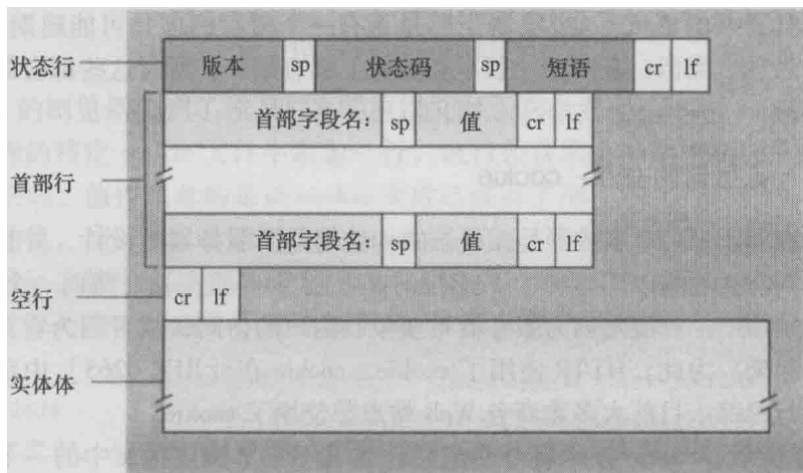 状态行 版本 sp 状态码 sp 短语 cr lf
首部字段名: sp 值 cr lf
首部行
首部字段名: sp 值 cr lf
空行 cr lf
实体体